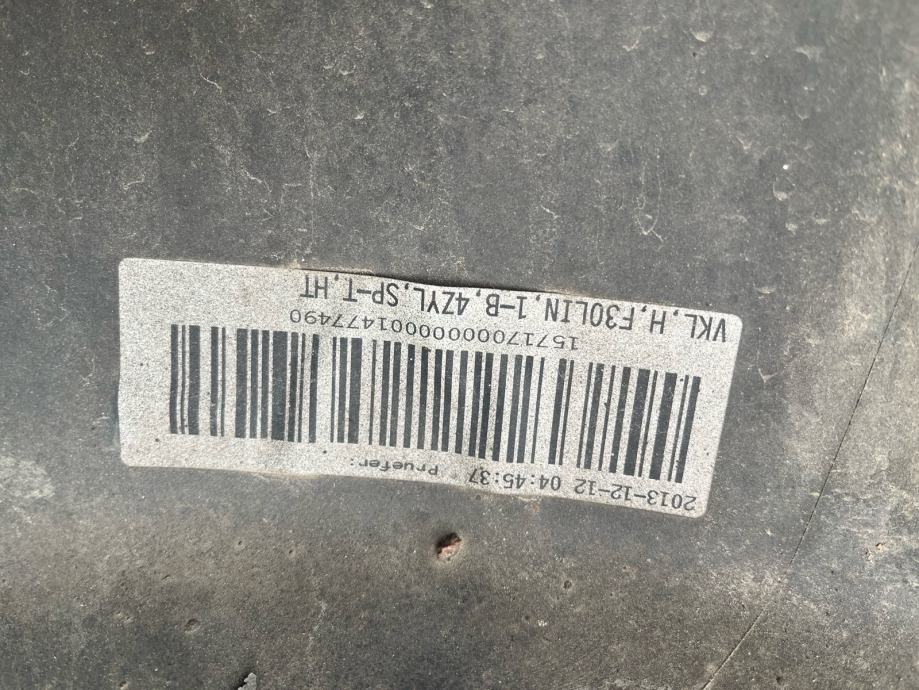 2013-12-12 04:45:37 Pruefer:
15717000000001477490
VKL,H,F30LIN,1-B,4ZYL,SP-T,HT